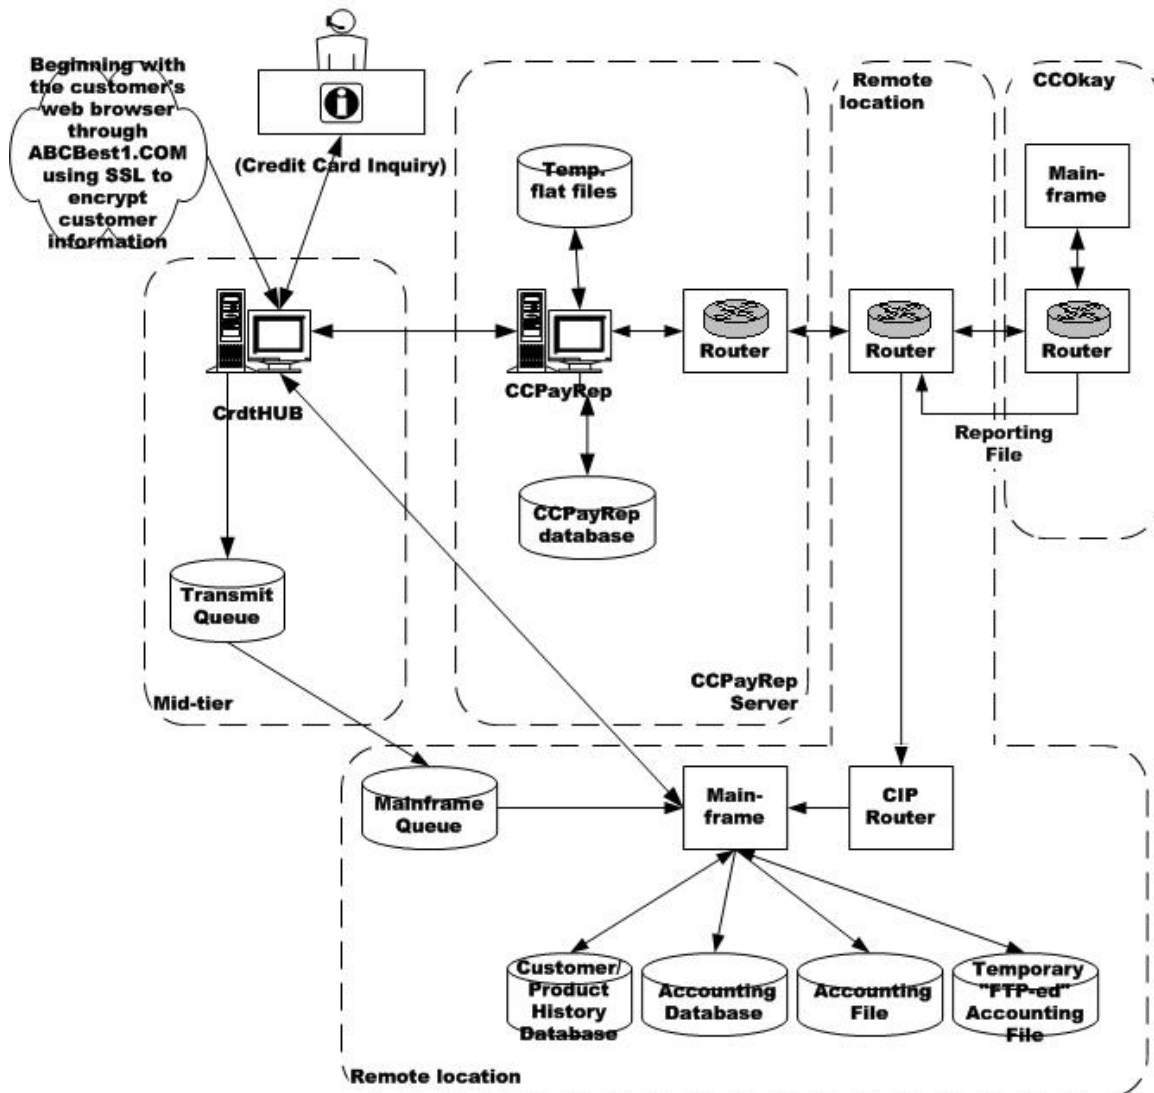 Beginning with
the customer's
web browser
through
ABCBest1.COM
using SSL to
encrypt
customer
information
i
(Credit Card Inquiry)
Remote
location
CCOkay
Temp.
flat files
Main-
frame
Router
Router
Router
CrdtHUB
CCPayRep
Reporting
File
CCPayRep
database
Transmit
Queue
Mid-tier
CCPayRep
Server
Mainframe
Queue
Main-
frame
CIP
Router
Customer/
Product
History
Database
Accounting
Database
Accounting
File
Temporary
"FTP-ed"
Accounting
File
Remote location